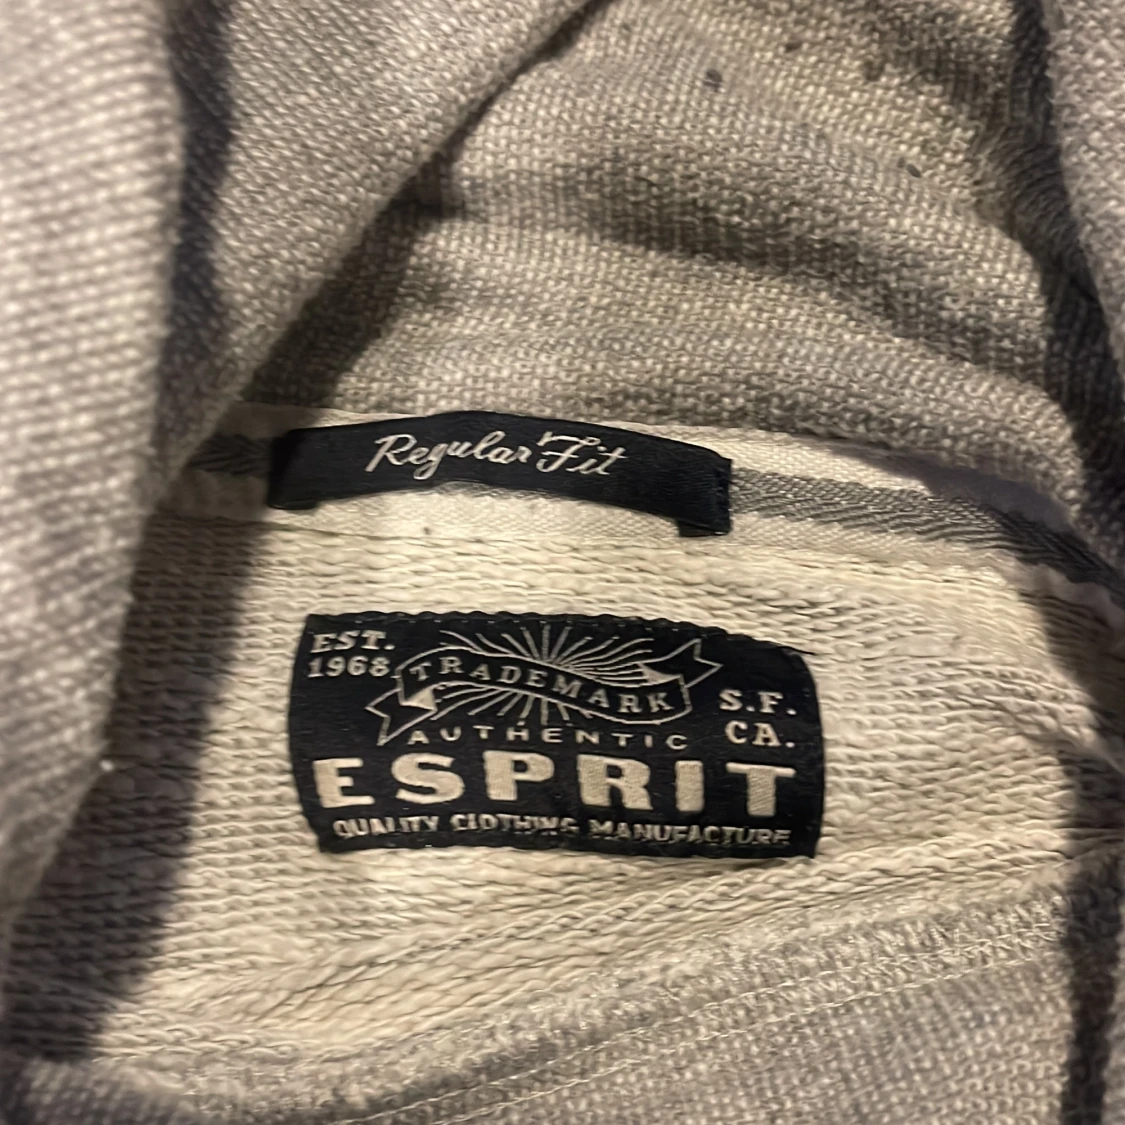 Regular Fit
EST.
1968
TRADEMARK
S.F.
CA.
AUTHENTIC
ESPRIT
QUALITY CLOTHING MANUFACTURE